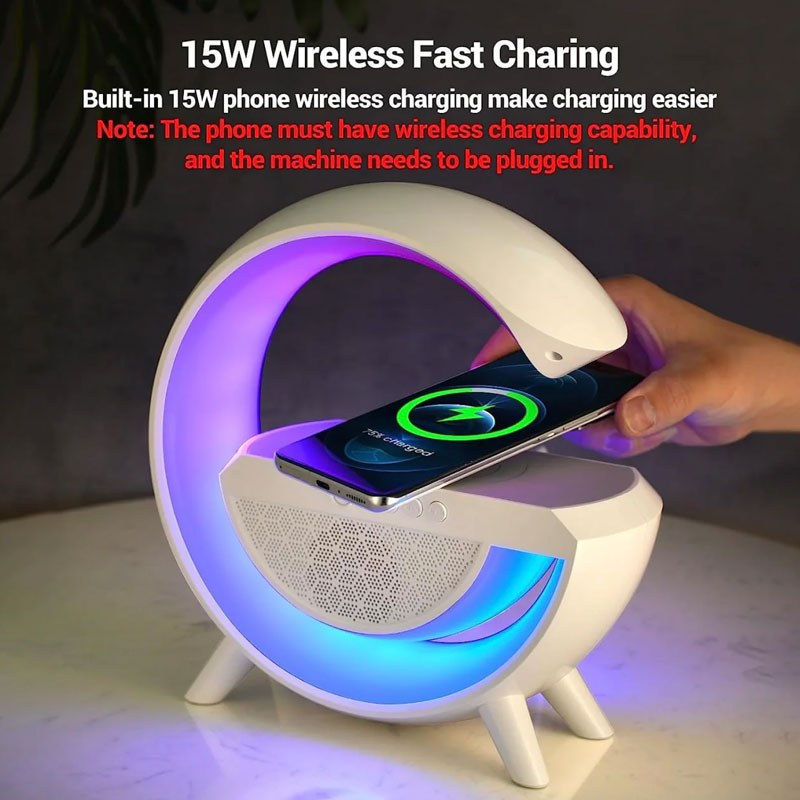 15W Wireless Fast Charing
Built-in 15W phone wireless charging make charging easier
Note: The phone must have wireless charging capability,
and the machine needs to be plugged in.
75% charged